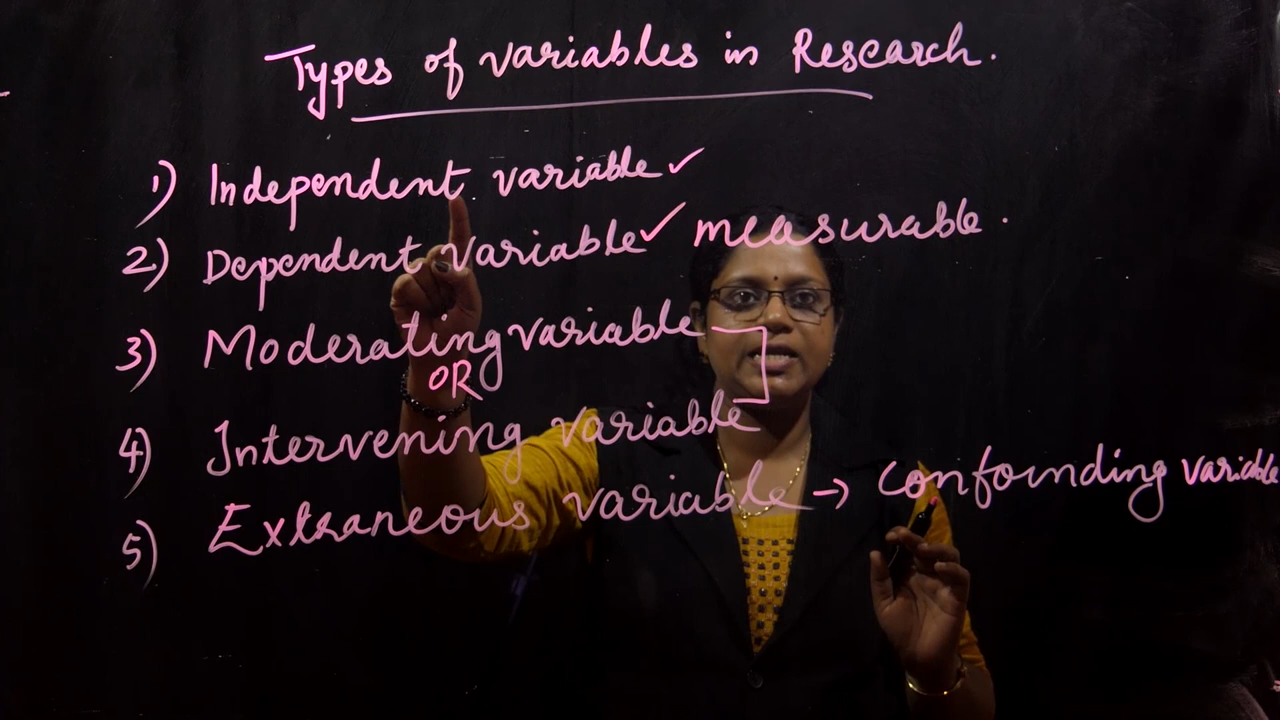 Types of variables in Research.
1) Independent variable ✓
2) Dependent variable ✓ measurable.
3) Moderating variable
OR
4) Intervening variable
5) Extraneous variable → confounding variable